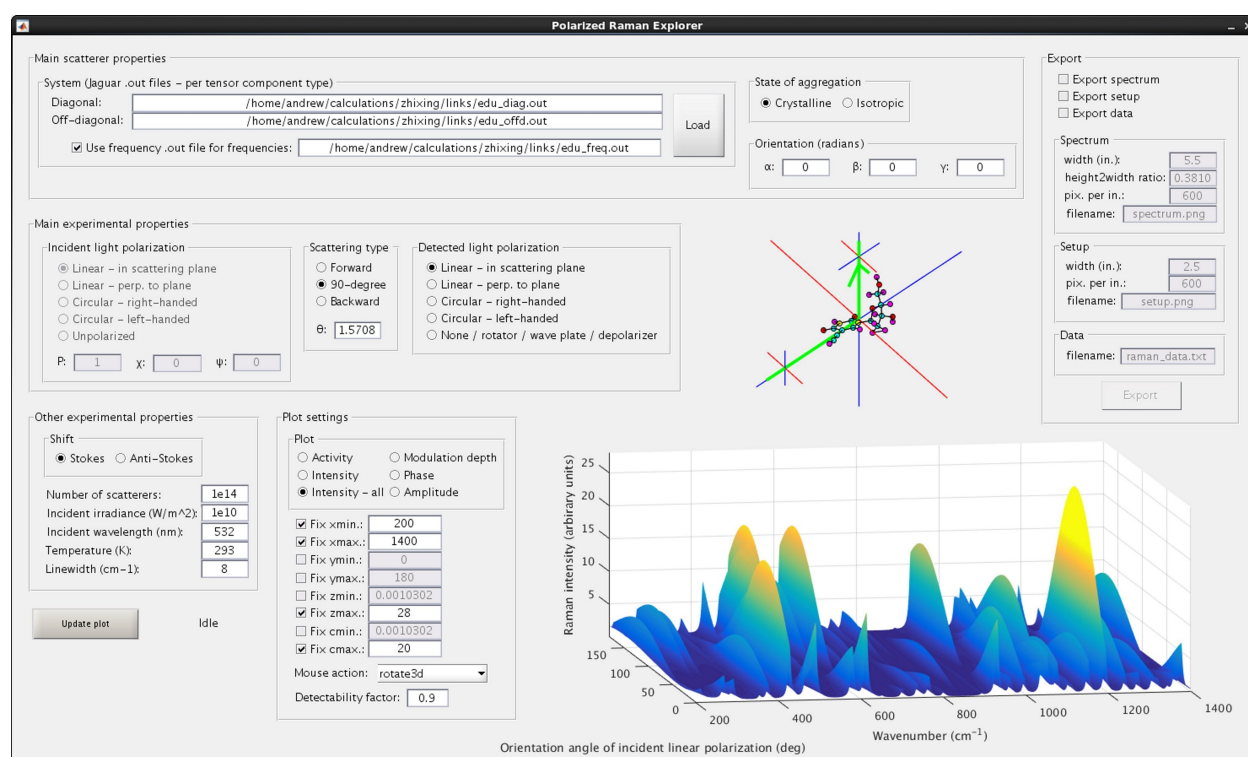 Polarized Raman Explorer
Main scatterer properties
System (Jaguar .out files - per tensor component type)
Diagonal: /home/andrew/calculations/zhixing/links/edu_diag.out
Off-diagonal: /home/andrew/calculations/zhixing/links/edu_offd.out
Load
Use frequency .out file for frequencies: /home/andrew/calculations/zhixing/links/edu_freq.out
State of aggregation
Crystalline Isotropic
Orientation (radians)
α: 0 β: 0 γ: 0
Main experimental properties
Incident light polarization
Linear - in scattering plane
Linear - perp. to plane
Circular - right-handed
Circular - left-handed
Unpolarized
P: 1 χ: 0 ψ: 0
Scattering type
Forward
90-degree
Backward
θ: 1.5708
Detected light polarization
Linear - in scattering plane
Linear - perp. to plane
Circular - right-handed
Circular - left-handed
None / rotator / wave plate / depolarizer
Export
Export spectrum
Export setup
Export data
Spectrum
width (in.): 5.5
height2width ratio: 0.3810
pix. per in.: 600
filename: spectrum.png
Setup
width (in.): 2.5
pix. per in.: 600
filename: setup.png
Data
filename: raman_data.txt
Export
Other experimental properties
Shift
Stokes Anti-Stokes
Number of scatterers: 1e14
Incident irradiance (W/m^2): 1e10
Incident wavelength (nm): 532
Temperature (K): 293
Linewidth (cm-1): 8
Update plot Idle
Plot settings
Plot
Activity Modulation depth
Intensity Phase
Intensity - all Amplitude
Fix xmin.: 200
Fix xmax.: 1400
Fix ymin.: 0
Fix ymax.: 180
Fix zmin.: 0.0010302
Fix zmax.: 28
Fix cmin.: 0.0010302
Fix cmax.: 20
Mouse action: rotate3d
Detectability factor: 0.9
Raman intensity (arbirary units)
25
20
15
10
5
150
100
50
0
200 400 600 800 1000 1200 1400
Wavenumber (cm⁻¹)
Orientation angle of incident linear polarization (deg)